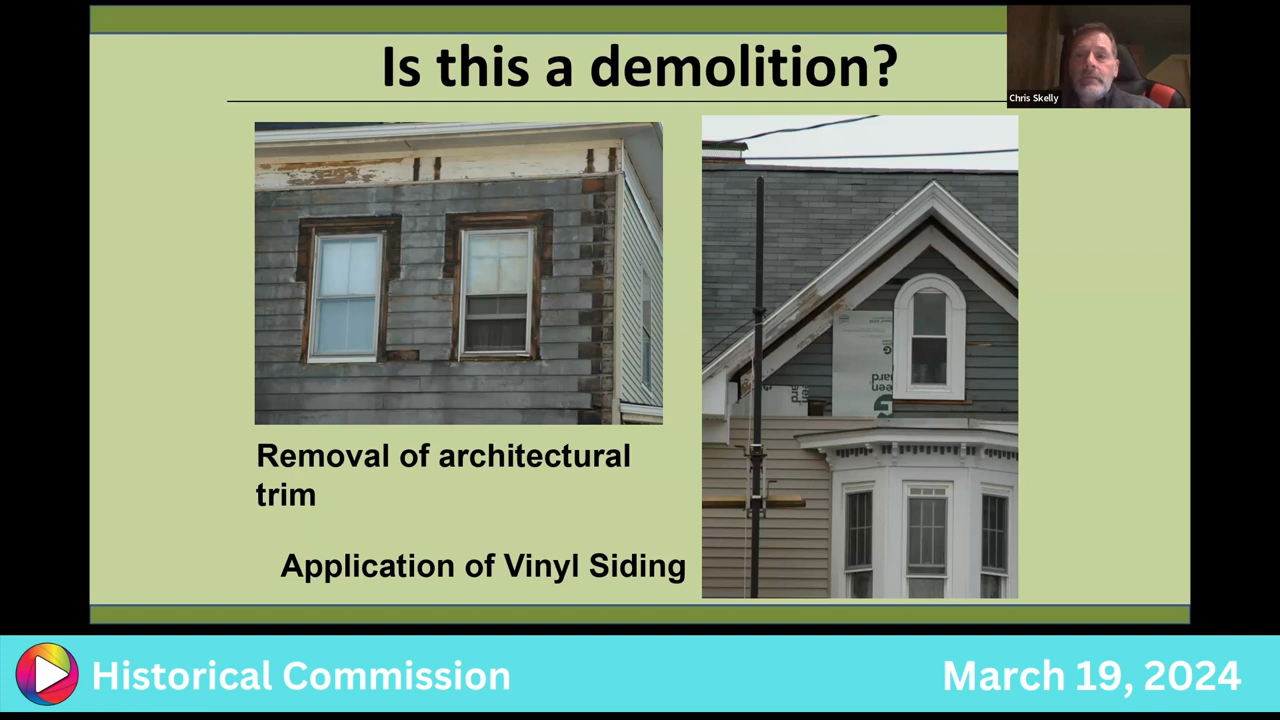 Is this a demolition?
Chris Skelly
Removal of architectural
trim
Application of Vinyl Siding
Historical Commission
March 19, 2024